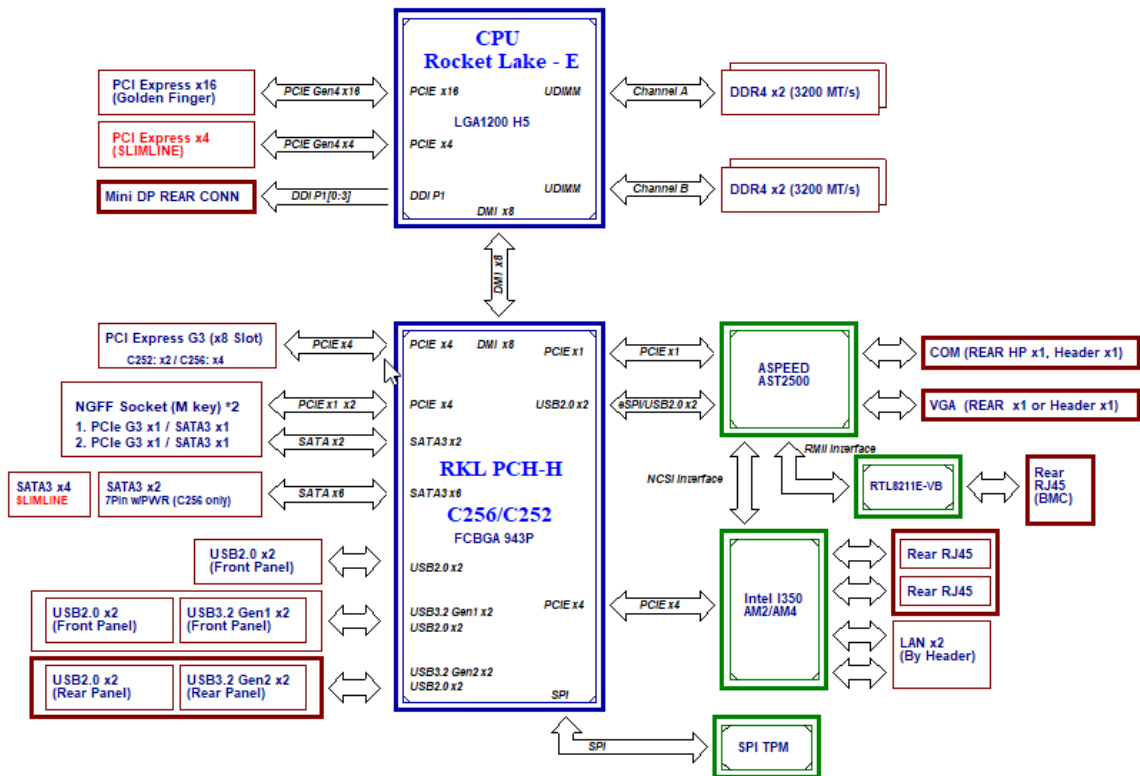 CPU
Rocket Lake - E
PCI Express x16
(Golden Finger)
PCIE Gen4 x16
PCIE x16
UDIMM
Channel A
DDR4 x2 (3200 MT/s)
LGA1200 H5
PCI Express x4
(SLIMLINE)
PCIE Gen4 x4
PCIE x4
Mini DP REAR CONN
DDI P1[0:3]
DDI P1
UDIMM
Channel B
DDR4 x2 (3200 MT/s)
DMI x8
DMI x8
PCI Express G3 (x8 Slot)
C252: x2 / C256: x4
PCIE x4
PCIE x4
DMI x8
PCIE x1
PCIE x1
ASPEED
AST2500
COM (REAR HP x1, Header x1)
NGFF Socket (M key) *2
1. PCIe G3 x1 / SATA3 x1
2. PCIe G3 x1 / SATA3 x1
PCIE x1 x2
PCIE x4
USB2.0 x2
eSPI/USB2.0 x2
VGA (REAR x1 or Header x1)
SATA x2
SATA3 x2
RMII Interface
NCSI Interface
RTL8211E-VB
Rear
RJ45
(BMC)
RKL PCH-H
C256/C252
FCBGA 943P
SATA3 x4
SLIMLINE
SATA3 x2
7Pin w/PWR (C256 only)
SATA x6
SATA3 x6
USB2.0 x2
(Front Panel)
USB2.0 x2
USB2.0 x2
(Front Panel)
USB3.2 Gen1 x2
(Front Panel)
USB3.2 Gen1 x2
USB2.0 x2
PCIE x4
PCIE x4
Intel I350
AM2/AM4
Rear RJ45
Rear RJ45
LAN x2
(By Header)
USB2.0 x2
(Rear Panel)
USB3.2 Gen2 x2
(Rear Panel)
USB3.2 Gen2 x2
USB2.0 x2
SPI
SPI
SPI TPM